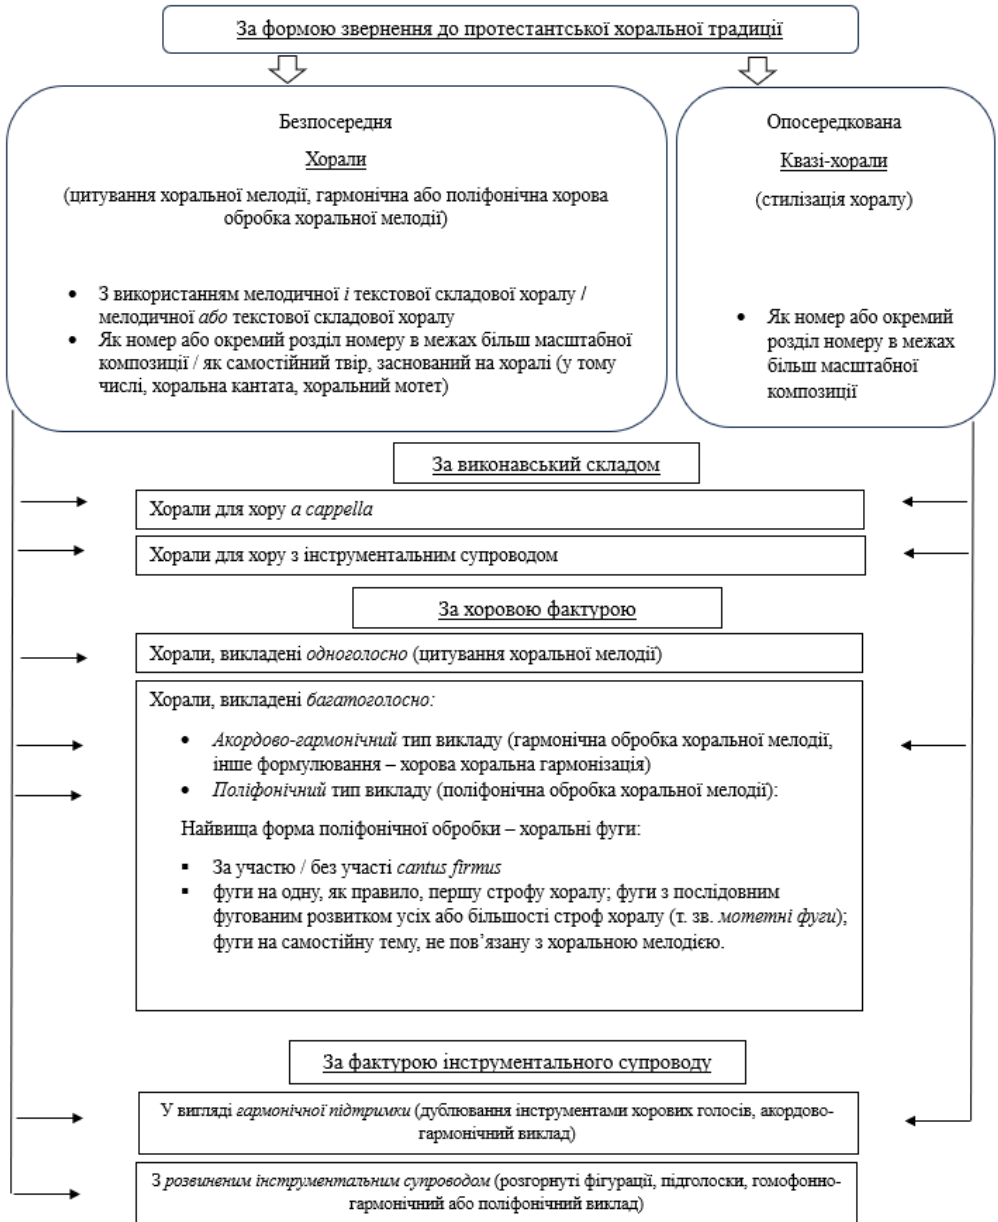 За формою звернення до протестантської хоральної традиції
Безпосередня
Хорали
(цитування хоральної мелодії, гармонічна або поліфонічна хорова
обробка хоральної мелодії)
• З використанням мелодичної і текстової складової хоралу /
мелодичної або текстової складової хоралу
• Як номер або окремий розділ номеру в межах більш масштабної
композиції / як самостійний твір, заснований на хоралі (у тому
числі, хоральна кантата, хоральний мотет)
Опосередкована
Квазі-хорали
(стилізація хоралу)
• Як номер або окремий
розділ номеру в межах
більш масштабної
композиції
За виконавський складом
Хорали для хору a cappella
Хорали для хору з інструментальним супроводом
За хоровою фактурою
Хорали, викладені одноголосно (цитування хоральної мелодії)
Хорали, викладені багатоголосно:
• Акордово-гармонічний тип викладу (гармонічна обробка хоральної мелодії,
інше формулювання – хорова хоральна гармонізація)
• Поліфонічний тип викладу (поліфонічна обробка хоральної мелодії):
Найвища форма поліфонічної обробки – хоральні фуги:
▪ За участю / без участі cantus firmus
▪ фуги на одну, як правило, першу строфу хоралу; фуги з послідовним
фугованим розвитком усіх або більшості строф хоралу (т. зв. мотетні фуги);
фуги на самостійну тему, не пов’язану з хоральною мелодією.
За фактурою інструментального супроводу
У вигляді гармонічної підтримки (дублювання інструментами хорових голосів, акордово-
гармонічний виклад)
З розвиненим інструментальним супроводом (розгорнуті фігурації, підголоски, гомофонно-
гармонічний або поліфонічний виклад)